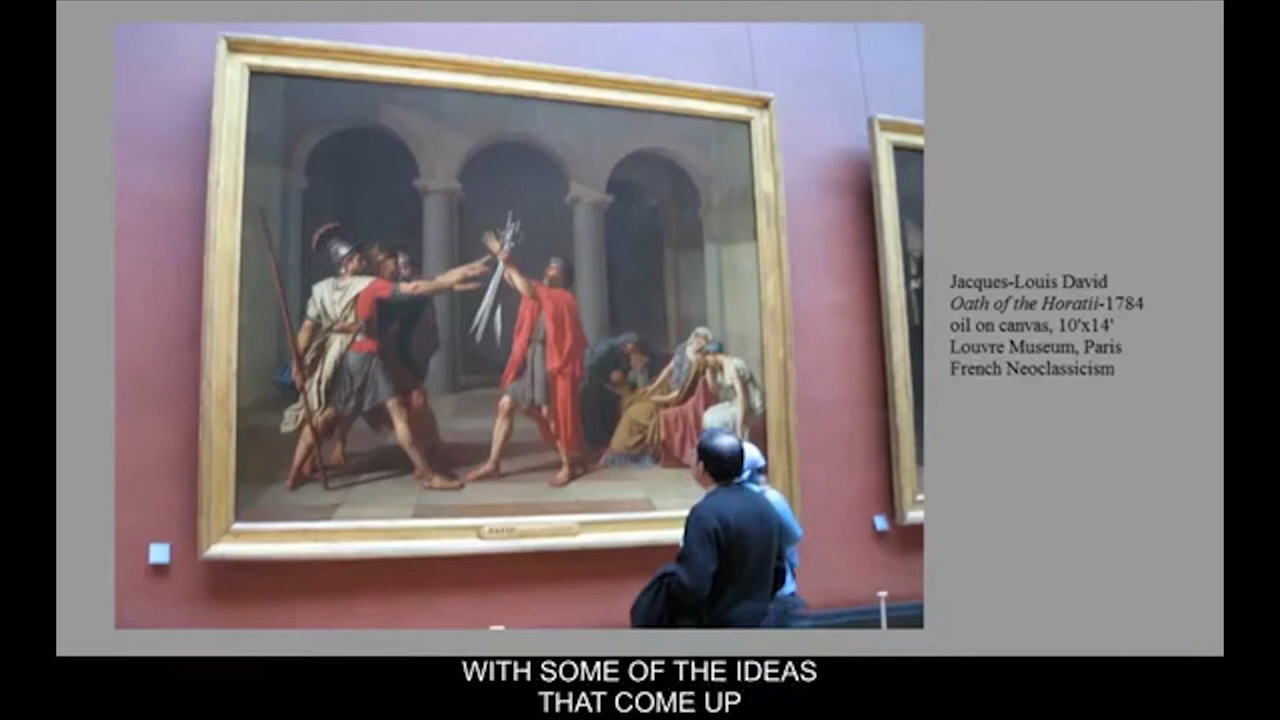 Jacques-Louis David
Oath of the Horatii-1784
oil on canvas, 10'x14'
Louvre Museum, Paris
French Neoclassicism
WITH SOME OF THE IDEAS
THAT COME UP